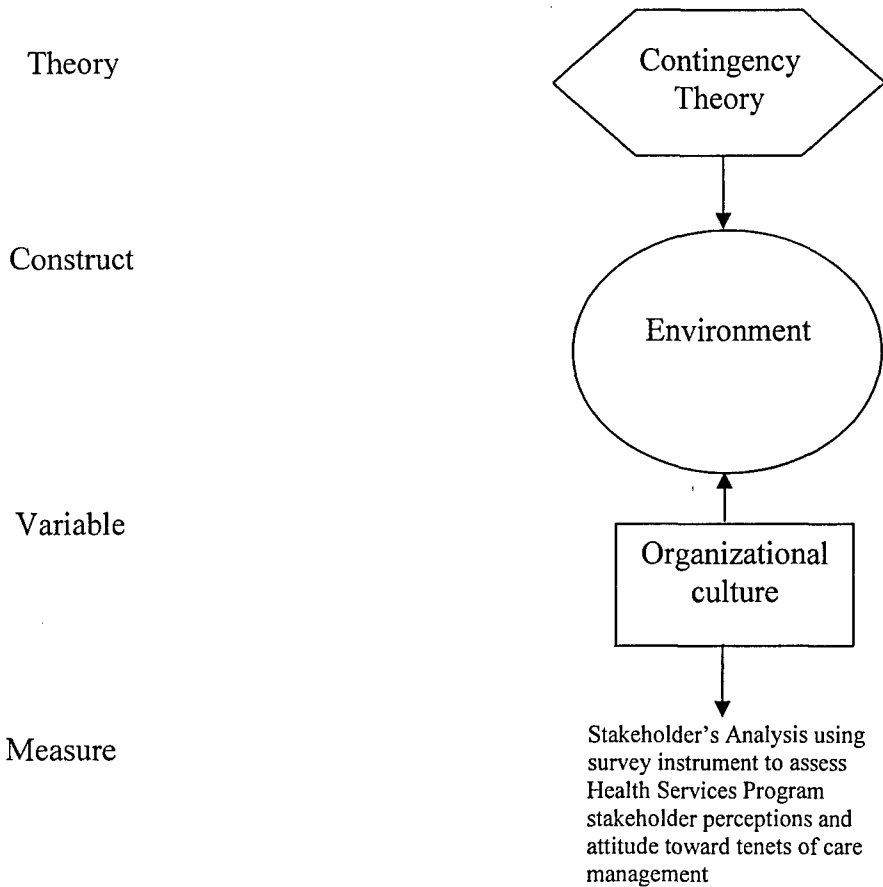 Theory
Contingency
Theory
Construct
Environment
Variable
Organizational
culture
Measure
Stakeholder's Analysis using
survey instrument to assess
Health Services Program
stakeholder perceptions and
attitude toward tenets of care
management